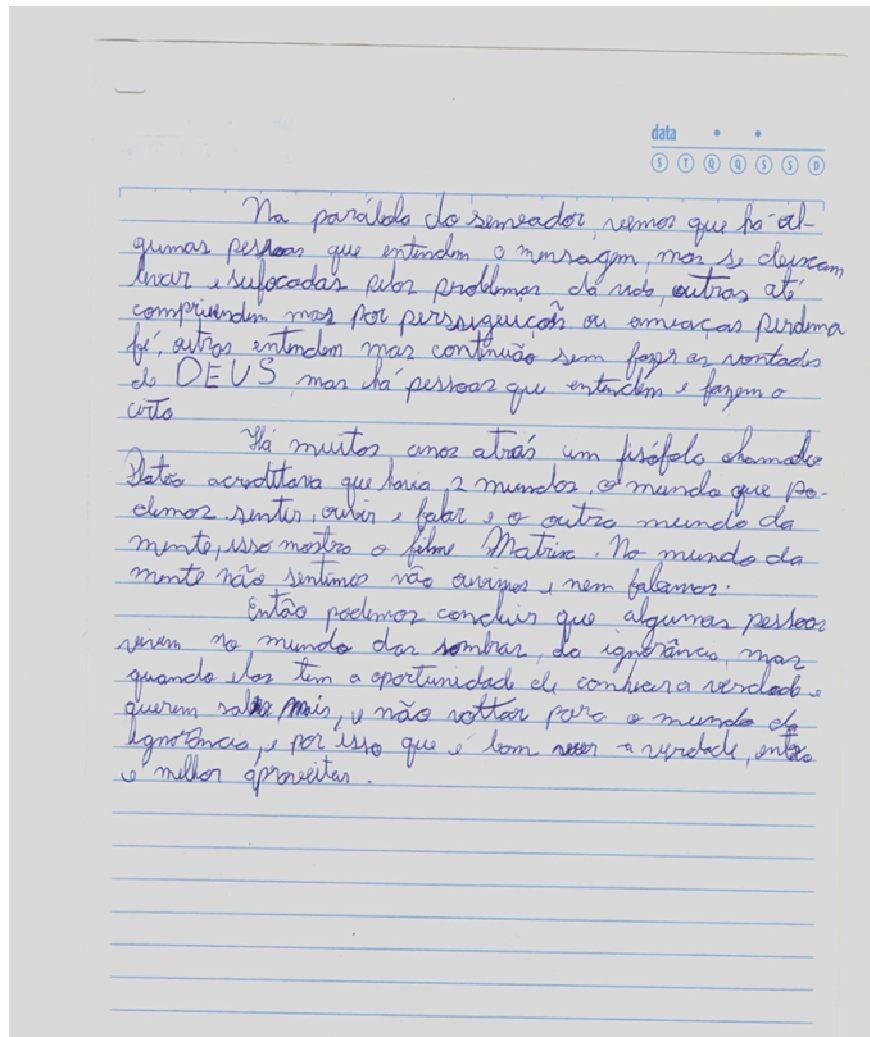 data
S T Q Q S S D
Na parábola do semeador, vemos que há al-
gumas pessoas que entendem o mensagem, mas se deixam
levar e sufocadas pelos problemas da vida, outras até
compriendem mas por perssigueiçoẽs ou ameaças perdem a
fé, outros entendem mas continuão sem fazer as vontades
de DEUS mas há pessoas que entendem e fazem o
certo
Há muitos anos atrás um fisófolo chamado
Platão acreditava que havia 2 mundos, o mundo que po-
demos sentir, ouvir e falar e o outro mundo da
mente, isso mostra o filme Matrix. No mundo da
mente não sentimos não ouvimos e nem falamos.
Então podemos concluir que algumas pessoas
vivem no mundo das sombras, da ignorância, mas
quando elas tem a oportunidade de conhecer a verdade e
querem saber mais, e não voltar para o mundo da
ignorância, e por isso que é bom a verdade, então
é melhor aproveitar.